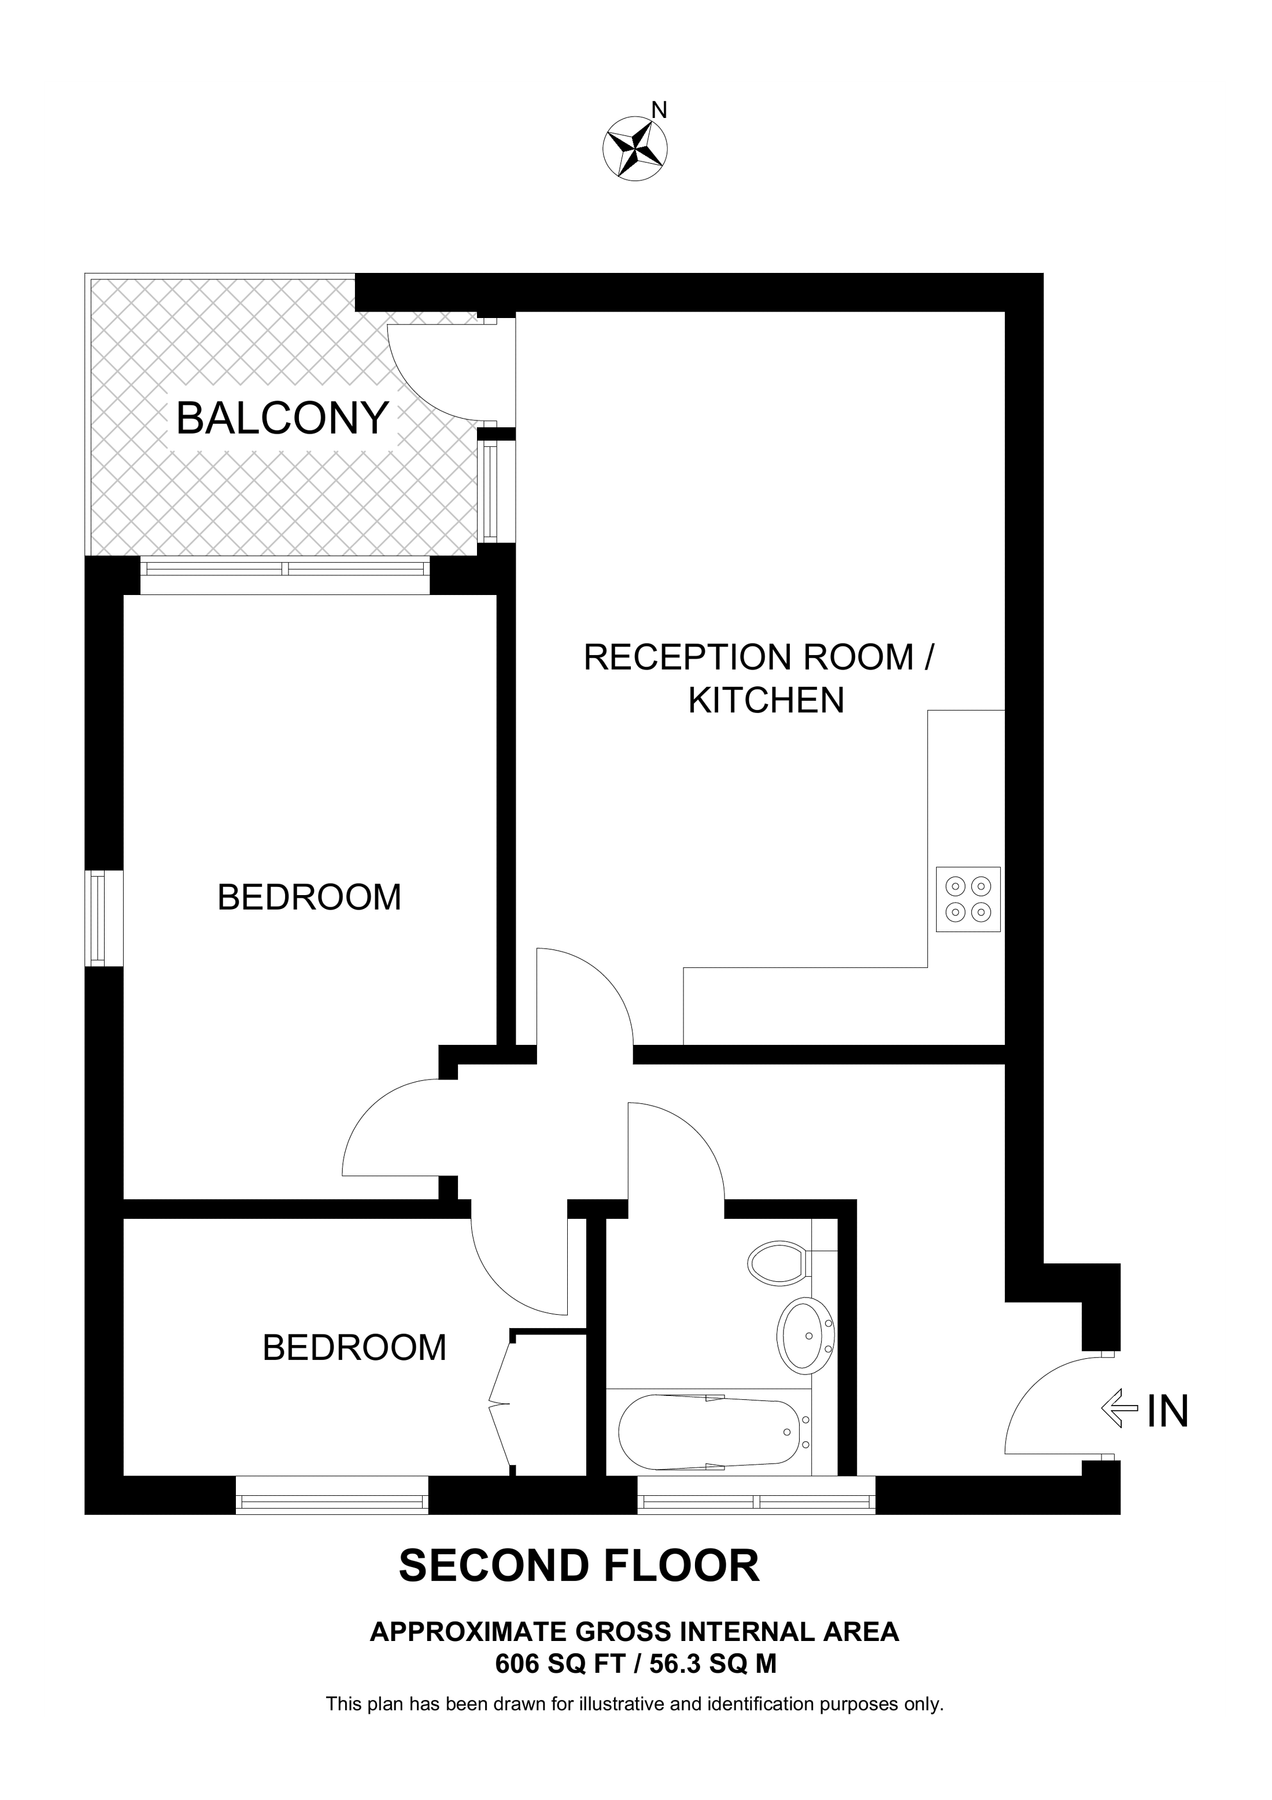 N
BALCONY
RECEPTION ROOM /
KITCHEN
BEDROOM
BEDROOM
IN
SECOND FLOOR
APPROXIMATE GROSS INTERNAL AREA
606 SQ FT / 56.3 SQ M
This plan has been drawn for illustrative and identification purposes only.